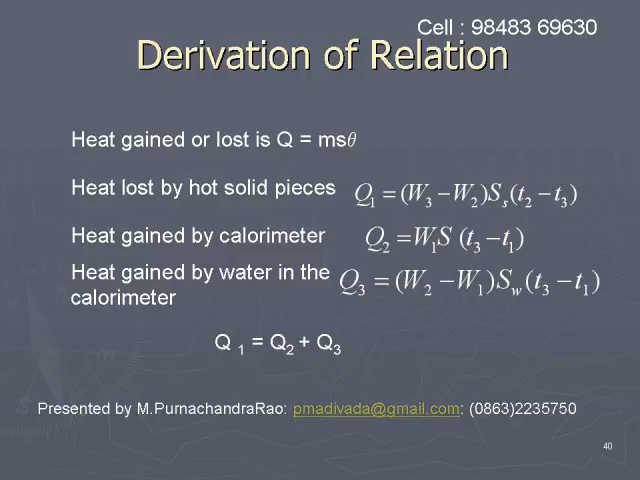 Cell : 98483 69630
Derivation of Relation
Heat gained or lost is Q = msθ
Heat lost by hot solid pieces Q₁ = (W₃ − W₂)Sₛ(t₂ − t₃)
Heat gained by calorimeter Q₂ = W₁S (t₃ − t₁)
Heat gained by water in the
calorimeter Q₃ = (W₂ − W₁)S_w(t₃ − t₁)
Q ₁ = Q₂ + Q₃
Presented by M.PurnachandraRao: pmadivada@gmail.com: (0863)2235750
40